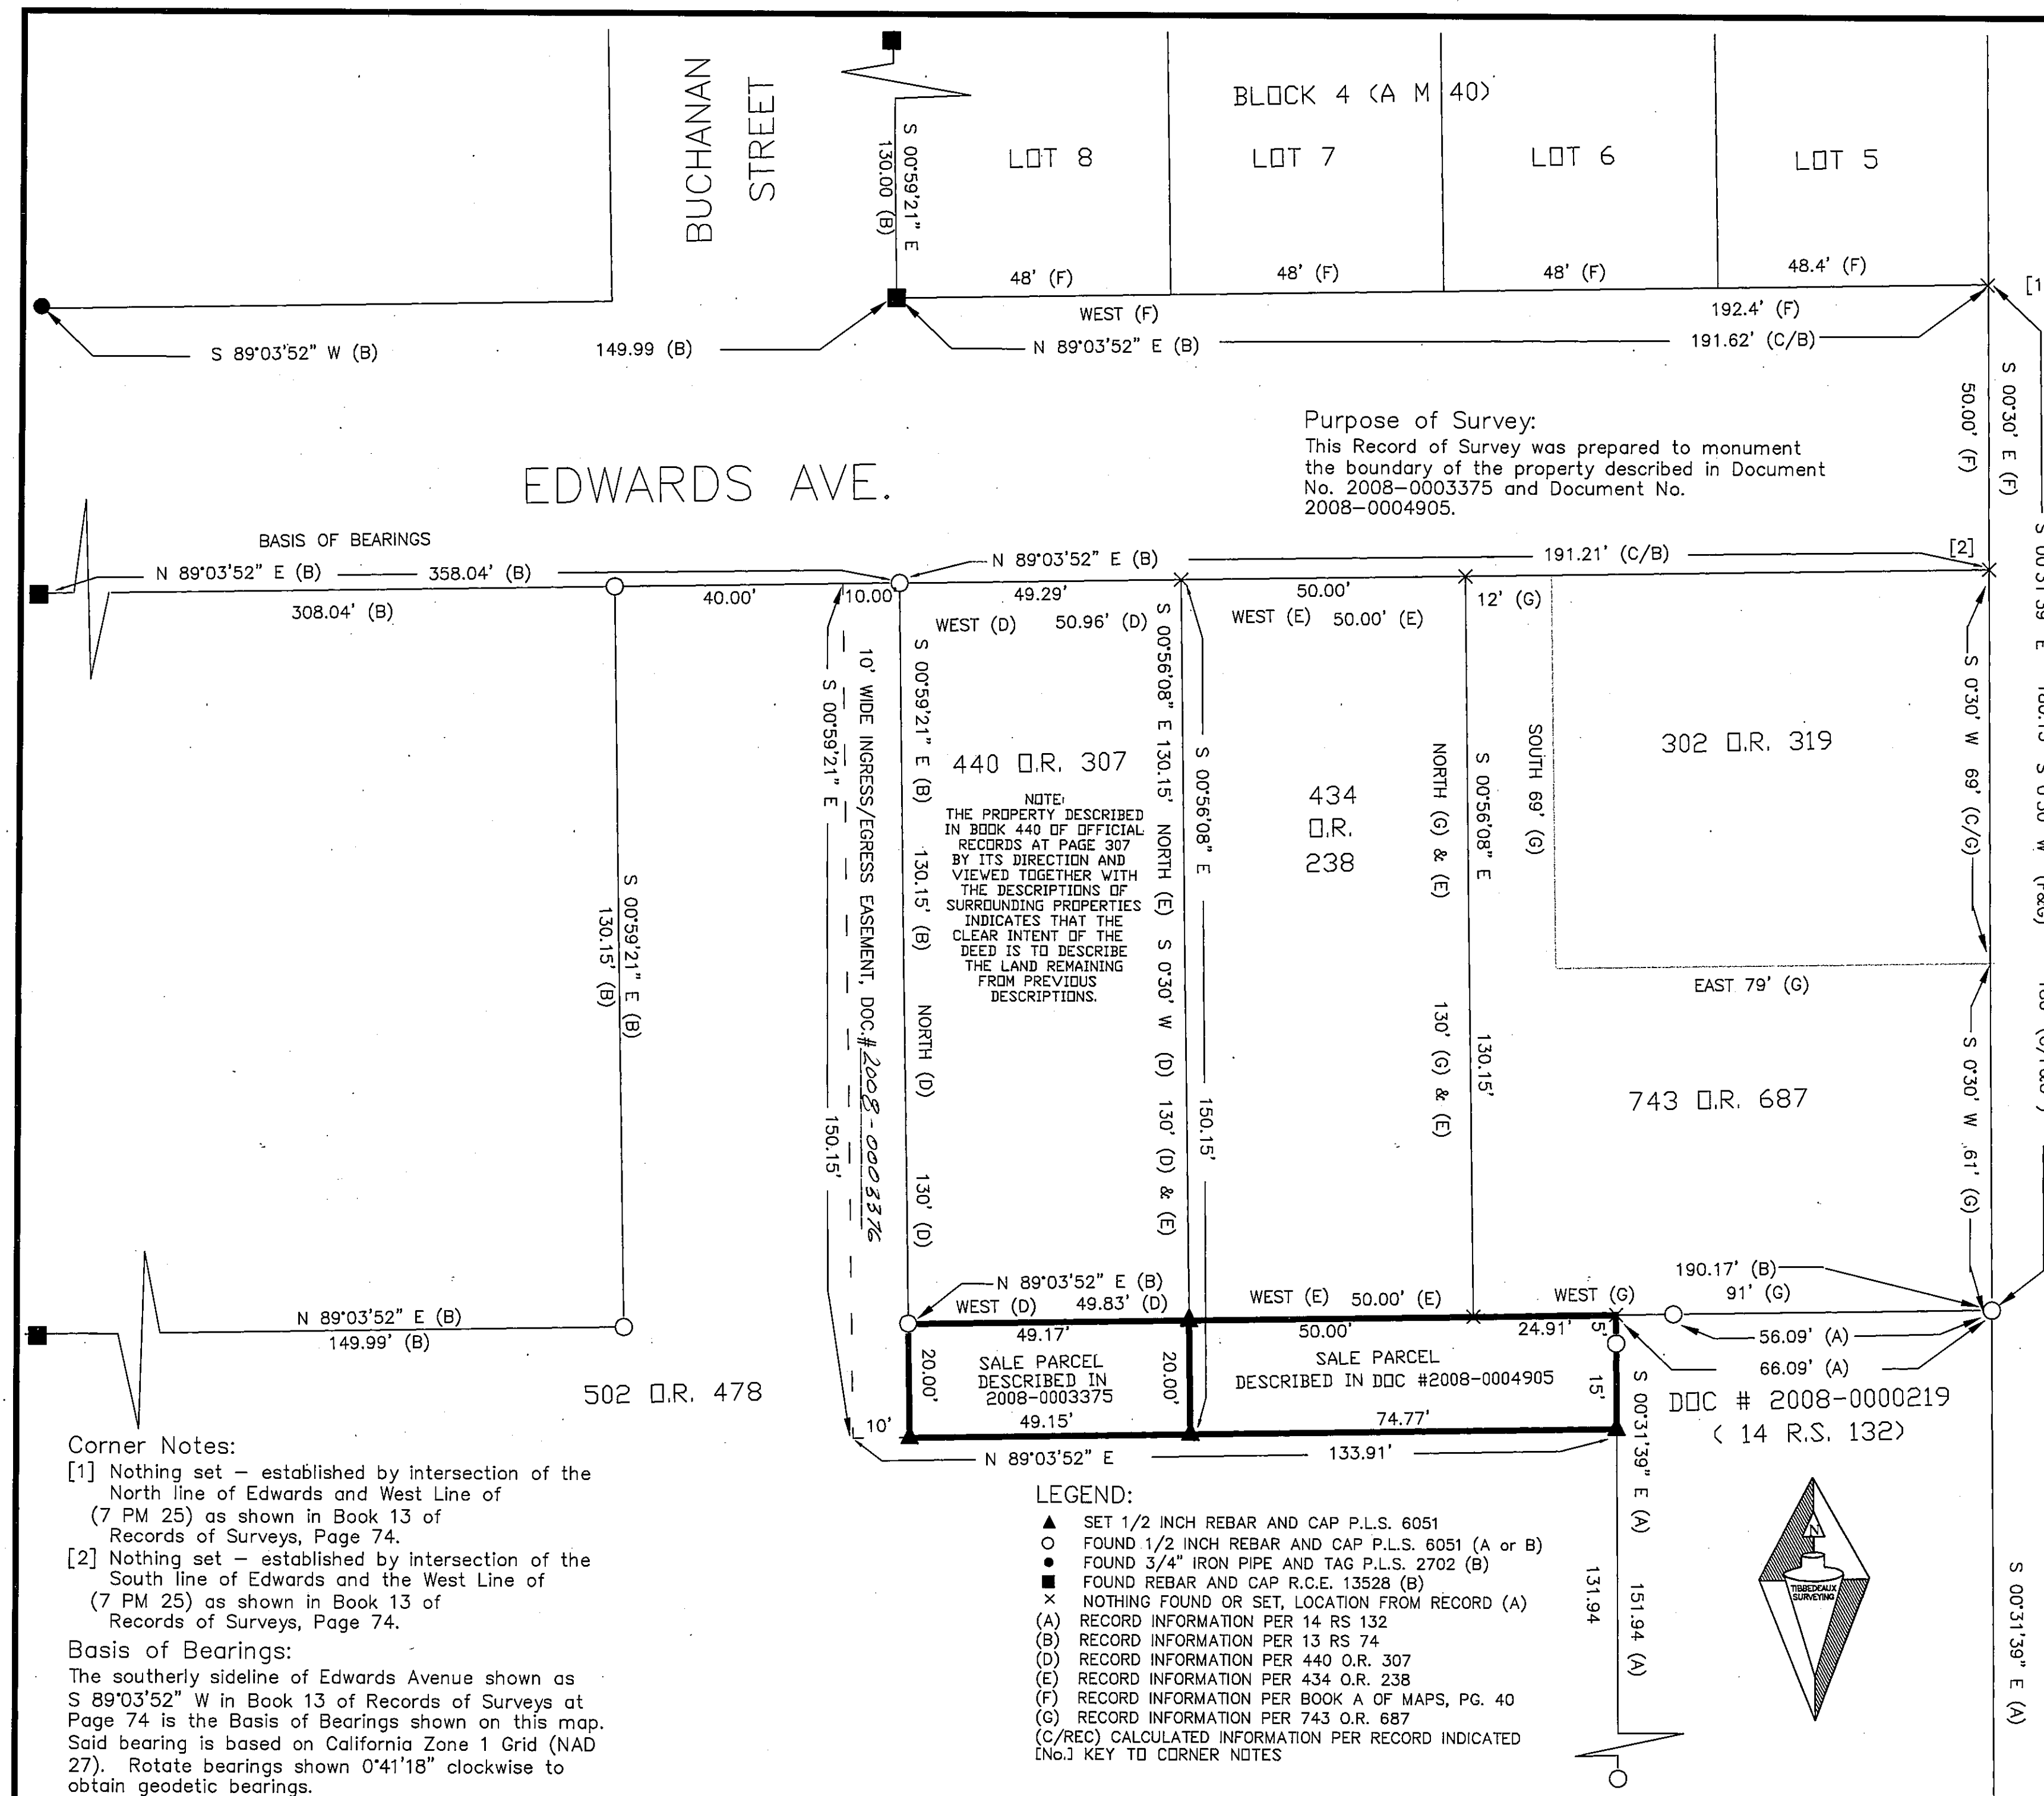 BUCHANAN
STREET
S 00°59'21" E
130.00 (B)
BLOCK 4 (A M 40)
LOT 8
LOT 7
LOT 6
LOT 5
48' (F)
48' (F)
48' (F)
48.4' (F)
WEST (F)
192.4' (F)
S 89°03'52" W (B)
149.99 (B)
N 89°03'52" E (B)
191.62' (C/B)
S 00°30' E (F)
50.00' (F)
Purpose of Survey:
This Record of Survey was prepared to monument
the boundary of the property described in Document
No. 2008-0003375 and Document No.
2008-0004905.
EDWARDS AVE.
BASIS OF BEARINGS
N 89°03'52" E (B)
358.04' (B)
308.04' (B)
N 89°03'52" E (B)
191.21' (C/B)
[2]
40.00'
10.00'
49.29'
50.00'
12' (G)
WEST (D)
50.96' (D)
WEST (E)
50.00' (E)
S 00°59'21" E (B)
130.15' (B)
S 00°59'21" E
150.15'
10' WIDE INGRESS/EGRESS EASEMENT, DOC.#2008-0003376
S 00°59'21" E (B)
130.15' (B)
NORTH (D)
130' (D)
440 O.R. 307
NOTE:
THE PROPERTY DESCRIBED
IN BOOK 440 OF OFFICIAL
RECORDS AT PAGE 307
BY ITS DIRECTION AND
VIEWED TOGETHER WITH
THE DESCRIPTIONS OF
SURROUNDING PROPERTIES
INDICATES THAT THE
CLEAR INTENT OF THE
DEED IS TO DESCRIBE
THE LAND REMAINING
FROM PREVIOUS
DESCRIPTIONS.
S 00°56'08" E 130.15' NORTH (E) S 0°30' W (D) 130' (D) & (E)
S 00°56'08" E
150.15'
434
O.R.
238
NORTH (G) & (E)
130' (G) & (E)
S 00°56'08" E
130.15'
SOUTH 69' (G)
302 O.R. 319
EAST 79' (G)
743 O.R. 687
S 0°30' W 69' (C/G)
S 0°30' W 61' (G)
190.17' (B)
91' (G)
N 89°03'52" E (B)
149.99' (B)
502 O.R. 478
N 89°03'52" E (B)
WEST (D)
49.83' (D)
WEST (E)
50.00' (E)
WEST (G)
49.17'
50.00'
24.91'
5'
15'
56.09' (A)
66.09' (A)
20.00'
SALE PARCEL
DESCRIBED IN
2008-0003375
49.15'
20.00'
SALE PARCEL
DESCRIBED IN DOC #2008-0004905
74.77'
10'
N 89°03'52" E
133.91'
DOC # 2008-0000219
( 14 R.S. 132)
S 00°31'39" E (A)
151.94 (A)
131.94
S 00°31'39" E (A)
Corner Notes:
[1] Nothing set – established by intersection of the
North line of Edwards and West Line of
(7 PM 25) as shown in Book 13 of
Records of Surveys, Page 74.
[2] Nothing set – established by intersection of the
South line of Edwards and the West Line of
(7 PM 25) as shown in Book 13 of
Records of Surveys, Page 74.
Basis of Bearings:
The southerly sideline of Edwards Avenue shown as
S 89°03'52" W in Book 13 of Records of Surveys at
Page 74 is the Basis of Bearings shown on this map.
Said bearing is based on California Zone 1 Grid (NAD
27). Rotate bearings shown 0°41'18" clockwise to
obtain geodetic bearings.
LEGEND:
▲ SET 1/2 INCH REBAR AND CAP P.L.S. 6051
○ FOUND 1/2 INCH REBAR AND CAP P.L.S. 6051 (A or B)
● FOUND 3/4" IRON PIPE AND TAG P.L.S. 2702 (B)
■ FOUND REBAR AND CAP R.C.E. 13528 (B)
× NOTHING FOUND OR SET, LOCATION FROM RECORD (A)
(A) RECORD INFORMATION PER 14 RS 132
(B) RECORD INFORMATION PER 13 RS 74
(D) RECORD INFORMATION PER 440 O.R. 307
(E) RECORD INFORMATION PER 434 O.R. 238
(F) RECORD INFORMATION PER BOOK A OF MAPS, PG. 40
(G) RECORD INFORMATION PER 743 O.R. 687
(C/REC) CALCULATED INFORMATION PER RECORD INDICATED
[No.] KEY TO CORNER NOTES
N
TIBBEDEAUX
SURVEYING